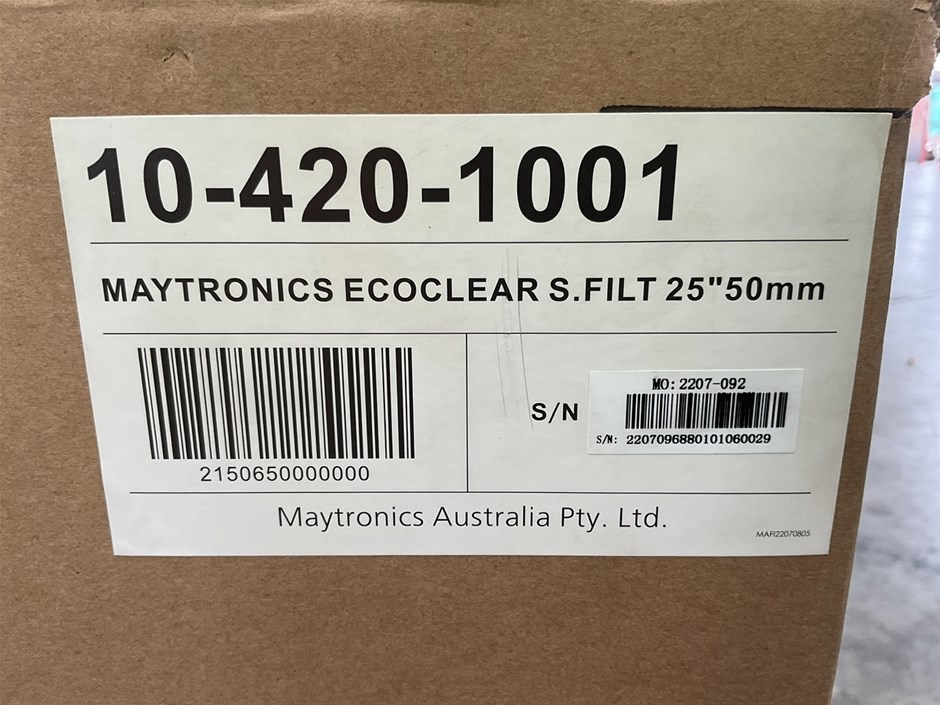 10-420-1001
MAYTRONICS ECOCLEAR S.FILT 25"50mm
2150650000000
S/N
MO: 2207-092
S/N: 2207096880101060029
Maytronics Australia Pty. Ltd.
MAFI22070805